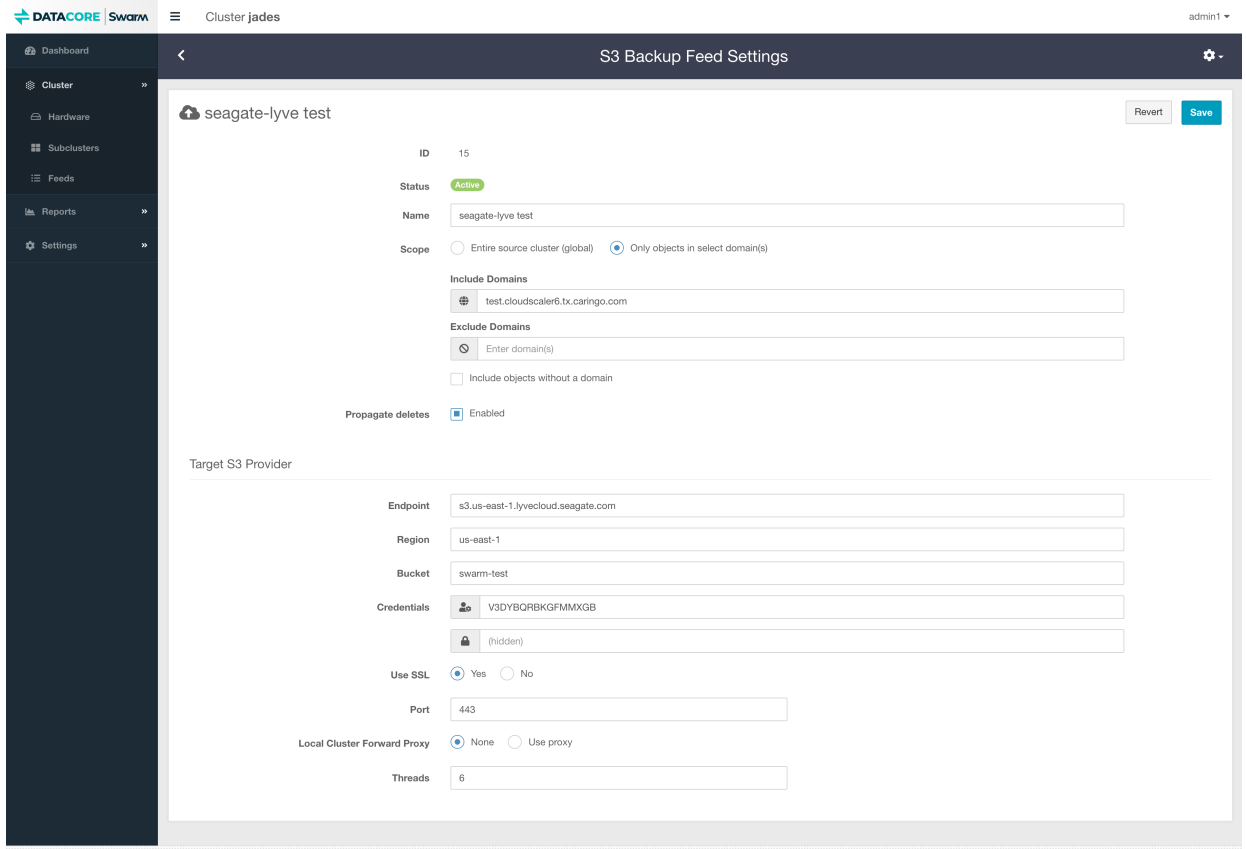 DATACORE Swarm
Cluster jades
admin1
Dashboard
Cluster
Hardware
Subclusters
Feeds
Reports
Settings
S3 Backup Feed Settings
seagate-lyve test
Revert
Save
ID 15
Status Active
Name seagate-lyve test
Scope Entire source cluster (global) Only objects in select domain(s)
Include Domains
test.cloudscaler6.tx.caringo.com
Exclude Domains
Enter domain(s)
Include objects without a domain
Propagate deletes Enabled
Target S3 Provider
Endpoint s3.us-east-1.lyvecloud.seagate.com
Region us-east-1
Bucket swarm-test
Credentials V3DYBQRBKGFMMXGB
(hidden)
Use SSL Yes No
Port 443
Local Cluster Forward Proxy None Use proxy
Threads 6